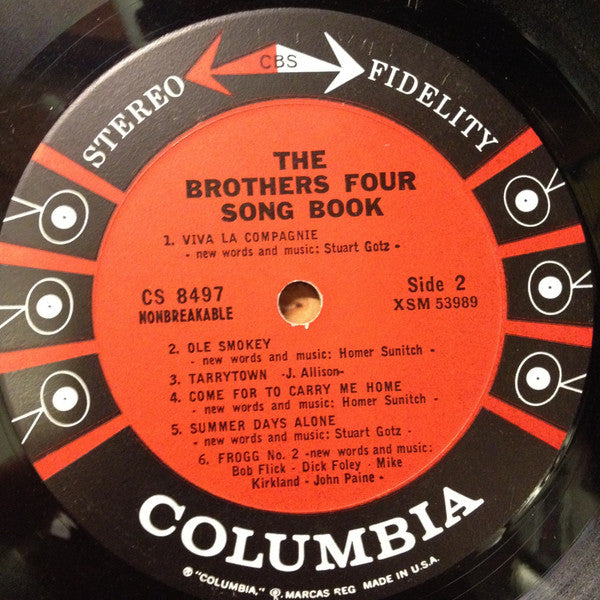 CBS
STEREO FIDELITY
THE
BROTHERS FOUR
SONG BOOK
1. VIVA LA COMPAGNIE
- new words and music: Stuart Gotz -
CS 8497
NONBREAKABLE
Side 2
XSM 53989
2. OLE SMOKEY
- new words and music: Homer Sunitch -
3. TARRYTOWN -J. Allison-
4. COME FOR TO CARRY ME HOME
- new words and music: Homer Sunitch -
5. SUMMER DAYS ALONE
- new words and music: Stuart Gotz -
6. FROGG No. 2 -new words and music:
Bob Flick - Dick Foley - Mike
Kirkland - John Paine -
COLUMBIA
® "COLUMBIA," ®, MARCAS REG MADE IN U.S.A.